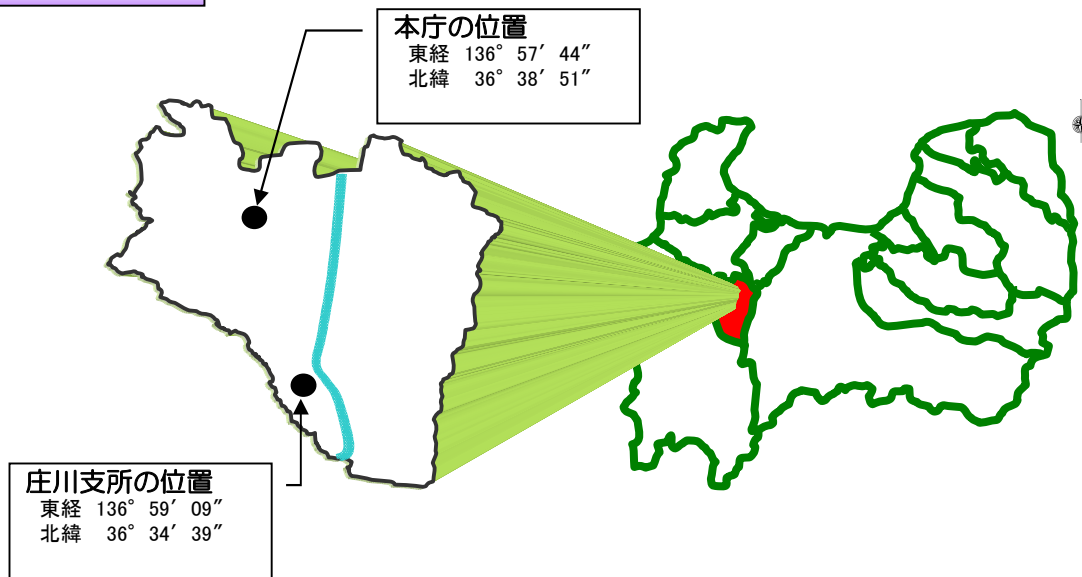 本庁の位置
東経 136° 57′ 44″
北緯 36° 38′ 51″
庄川支所の位置
東経 136° 59′ 09″
北緯 36° 34′ 39″